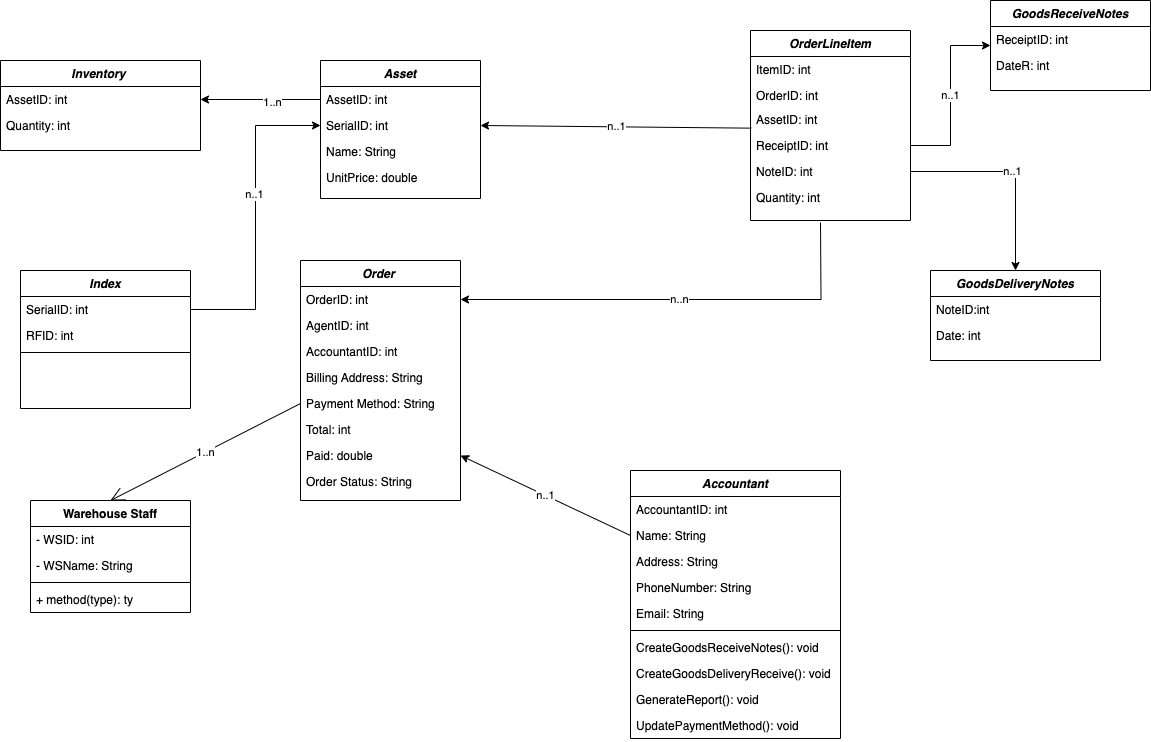 GoodsReceiveNotes
ReceiptID: int
DateR: int
OrderLineItem
ItemID: int
OrderID: int
AssetID: int
ReceiptID: int
NoteID: int
Quantity: int
n..1
n..1
Inventory
AssetID: int
Quantity: int
1..n
Asset
AssetID: int
SerialID: int
Name: String
UnitPrice: double
n..1
n..1
Index
SerialID: int
RFID: int
Order
OrderID: int
AgentID: int
AccountantID: int
Billing Address: String
Payment Method: String
Total: int
Paid: double
Order Status: String
n..n
GoodsDeliveryNotes
NoteID:int
Date: int
1..n
n..1
Warehouse Staff
- WSID: int
- WSName: String
+ method(type): ty
Accountant
AccountantID: int
Name: String
Address: String
PhoneNumber: String
Email: String
CreateGoodsReceiveNotes(): void
CreateGoodsDeliveryReceive(): void
GenerateReport(): void
UpdatePaymentMethod(): void